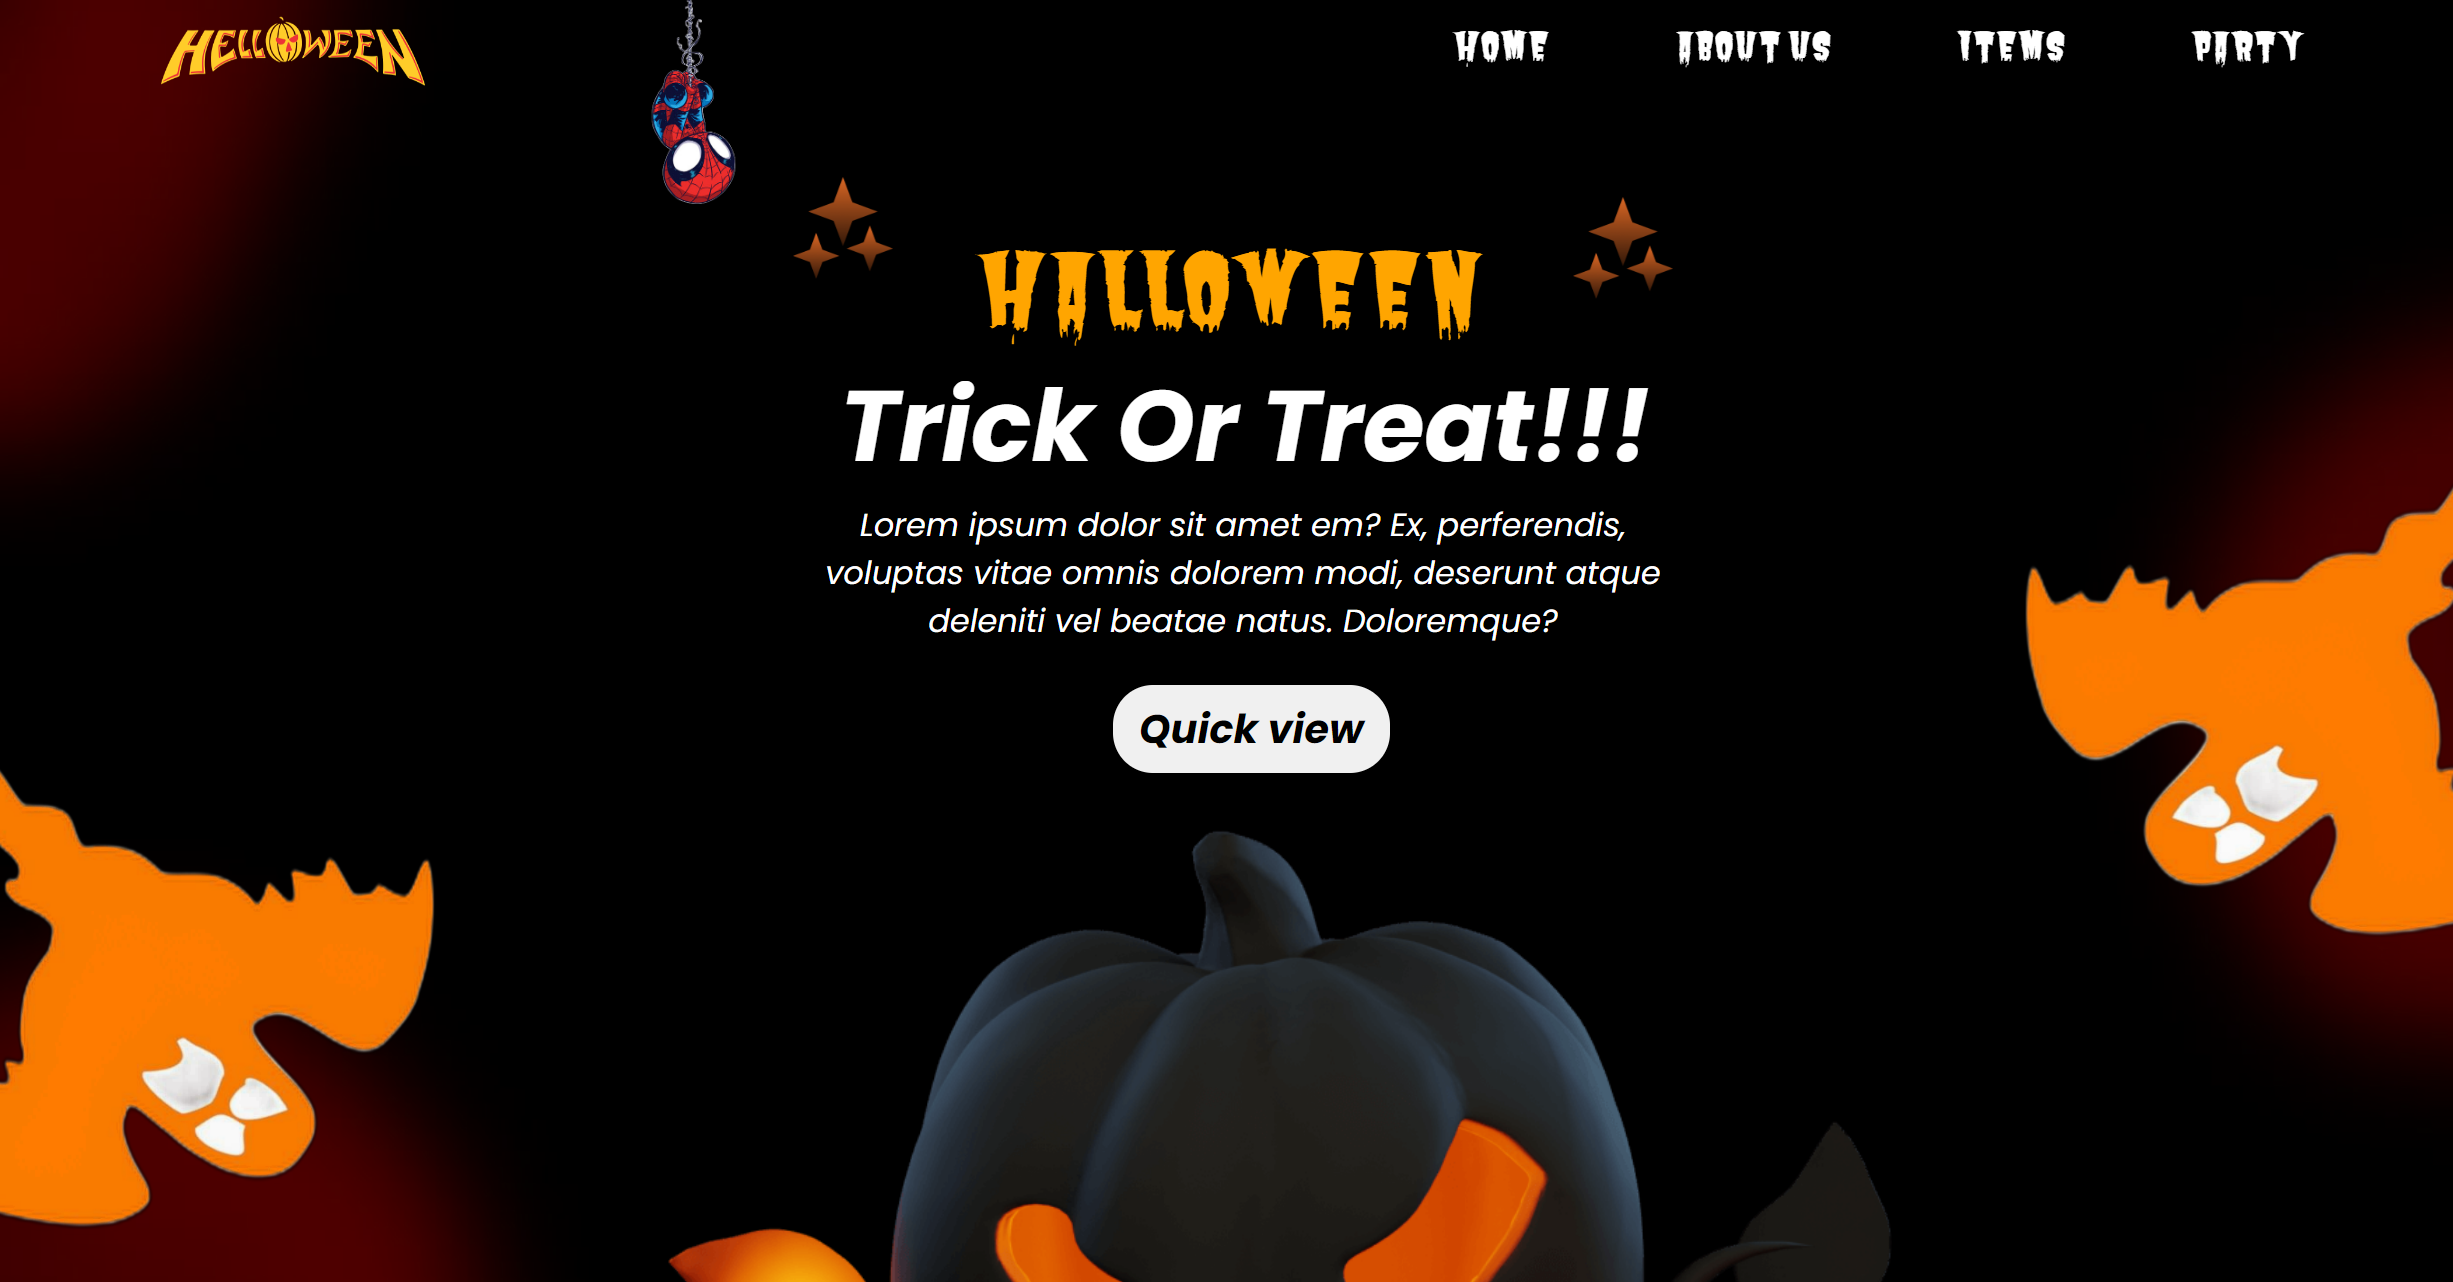 HELLOWEEN
HOME
ABOUT US
ITEMS
PARTY
HALLOWEEN
Trick Or Treat!!!
Lorem ipsum dolor sit amet em? Ex, perferendis,
voluptas vitae omnis dolorem modi, deserunt atque
deleniti vel beatae natus. Doloremque?
Quick view